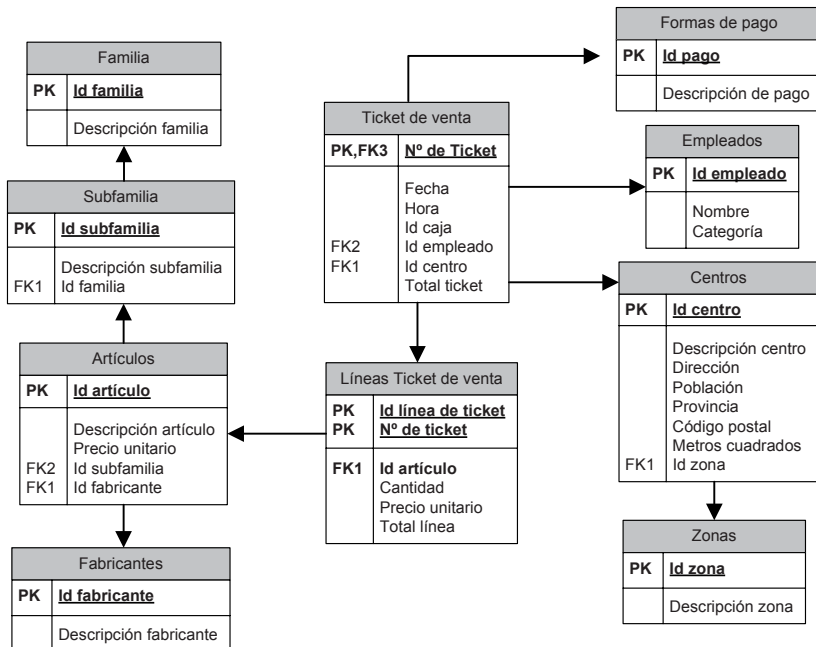 Formas de pago
PK Id pago
Descripción de pago
Familia
PK Id familia
Descripción familia
Ticket de venta
PK,FK3 Nº de Ticket
Fecha
Hora
Id caja
FK2 Id empleado
FK1 Id centro
Total ticket
Empleados
PK Id empleado
Nombre
Categoría
Subfamilia
PK Id subfamilia
Descripción subfamilia
FK1 Id familia
Centros
PK Id centro
Descripción centro
Dirección
Población
Provincia
Código postal
Metros cuadrados
FK1 Id zona
Artículos
PK Id artículo
Descripción artículo
Precio unitario
FK2 Id subfamilia
FK1 Id fabricante
Líneas Ticket de venta
PK Id línea de ticket
PK Nº de ticket
FK1 Id artículo
Cantidad
Precio unitario
Total línea
Zonas
PK Id zona
Descripción zona
Fabricantes
PK Id fabricante
Descripción fabricante